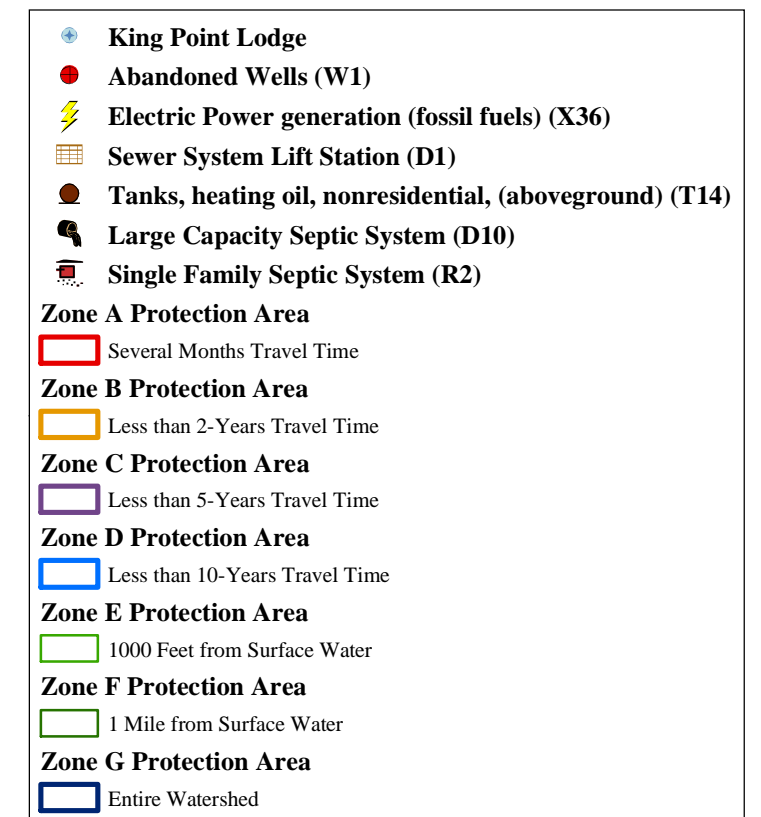 King Point Lodge
Abandoned Wells (W1)
Electric Power generation (fossil fuels) (X36)
Sewer System Lift Station (D1)
Tanks, heating oil, nonresidential, (aboveground) (T14)
Large Capacity Septic System (D10)
Single Family Septic System (R2)
Zone A Protection Area
Several Months Travel Time
Zone B Protection Area
Less than 2-Years Travel Time
Zone C Protection Area
Less than 5-Years Travel Time
Zone D Protection Area
Less than 10-Years Travel Time
Zone E Protection Area
1000 Feet from Surface Water
Zone F Protection Area
1 Mile from Surface Water
Zone G Protection Area
Entire Watershed